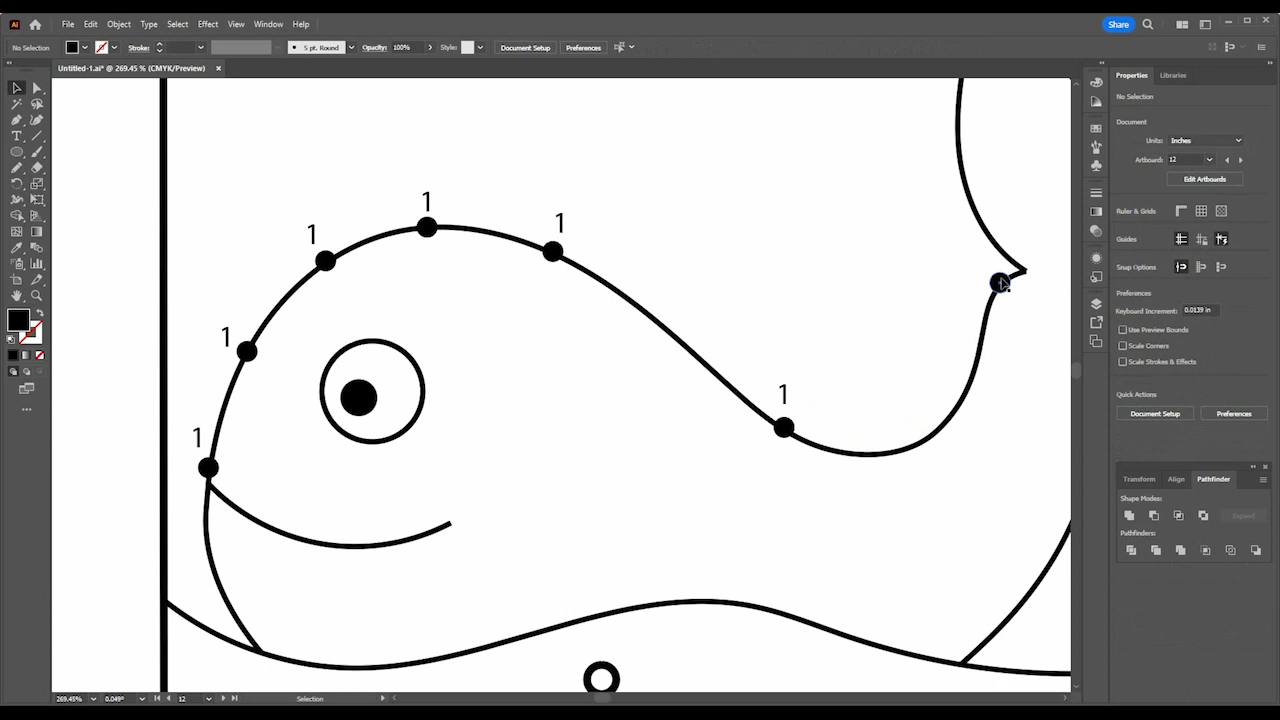 Ai File Edit Object Type Select Effect View Window Help Share
No Selection Stroke: 5 pt. Round Opacity: 100% Style: Document Setup Preferences
Untitled-1.ai* @ 269.45 % (CMYK/Preview)
Properties Libraries
No Selection
Document
Units: Inches
Artboard: 12
Edit Artboards
Ruler & Grids
Guides
Snap Options
Preferences
Keyboard Increment: 0.0139 in
Use Preview Bounds
Scale Corners
Scale Strokes & Effects
Quick Actions
Document Setup Preferences
Transform Align Pathfinder
Shape Modes:
Expand
Pathfinders:
1
1
1
1
1
1
269.45% 0.049° 12 Selection